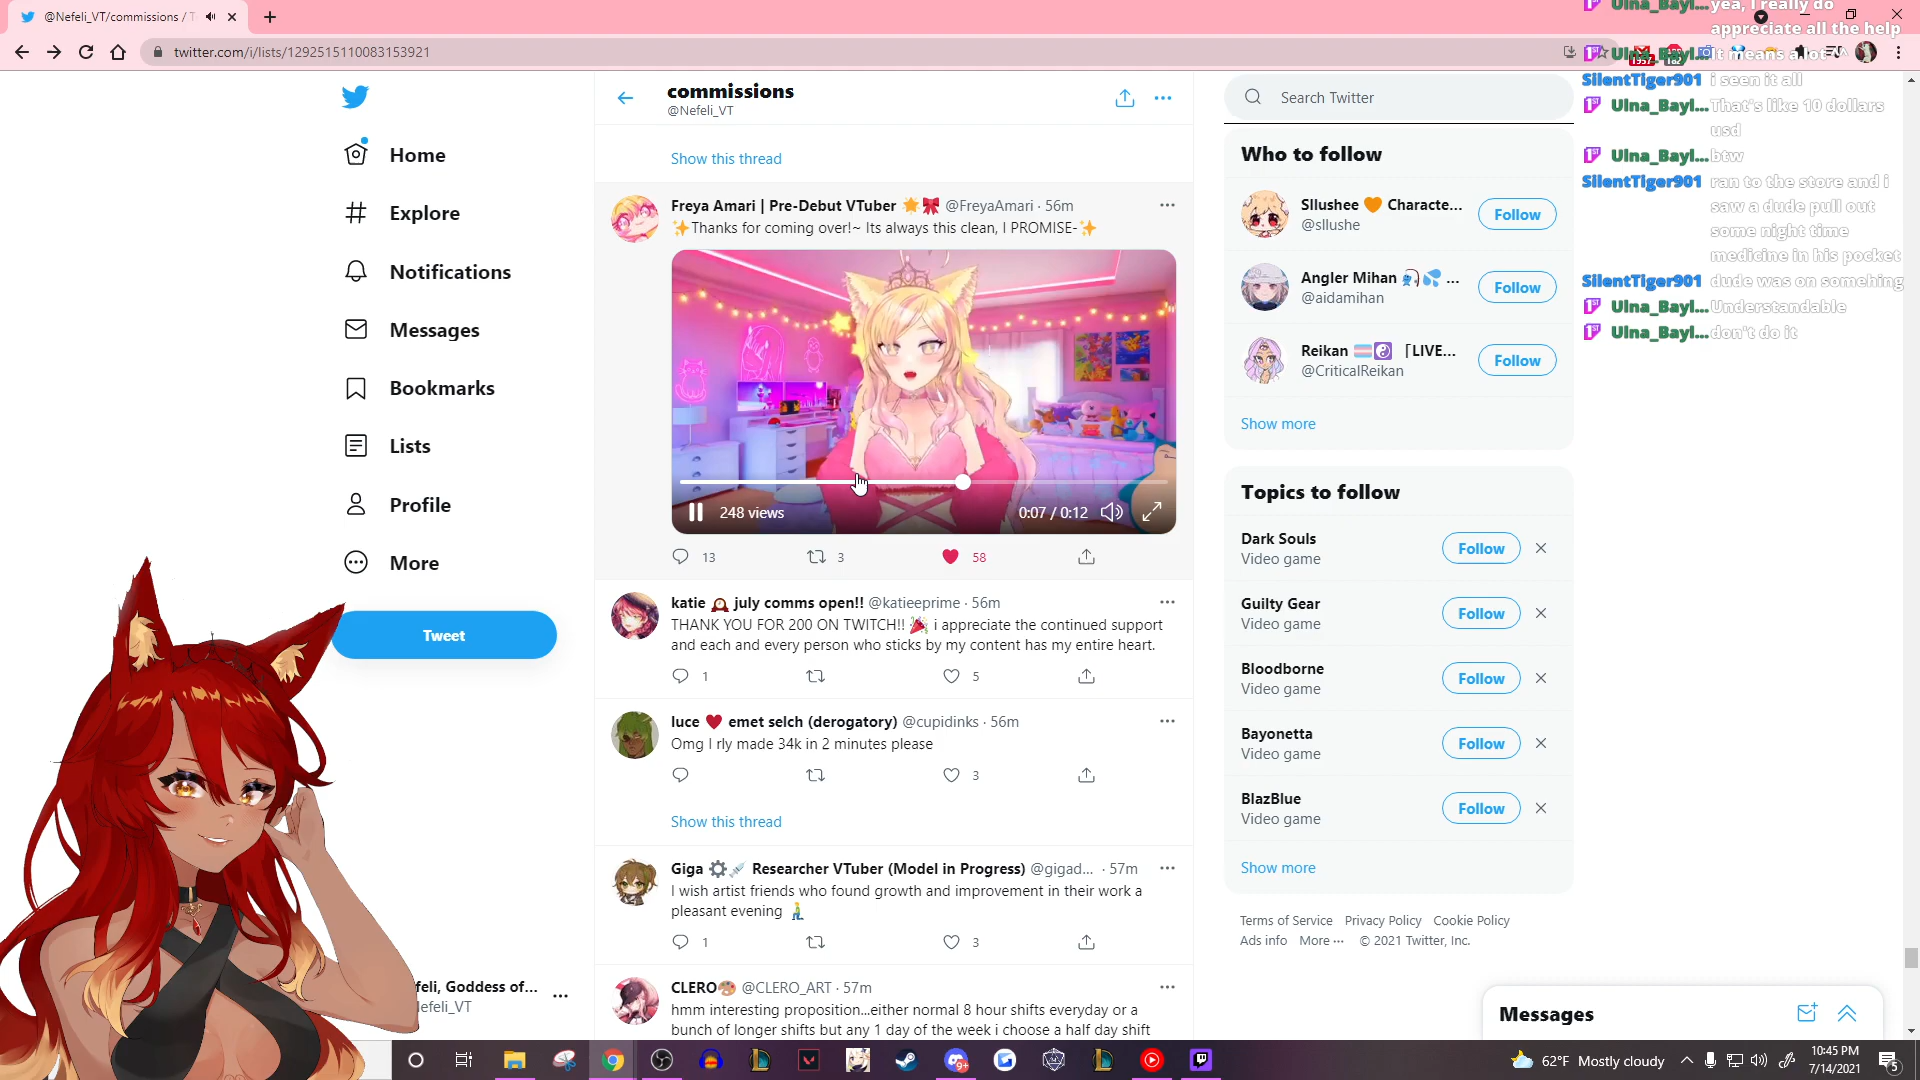 @Nefeli_VT/commissions / T
twitter.com/i/lists/1292515110083153921
Home
Explore
Notifications
Messages
Bookmarks
Lists
Profile
More
Tweet
feli, Goddess of...
efeli_VT
commissions
@Nefeli_VT
Show this thread
Freya Amari | Pre-Debut VTuber 🌟🎀 @FreyaAmari · 56m
✨Thanks for coming over!~ Its always this clean, I PROMISE-✨
248 views
0:07 / 0:12
13
3
58
katie 🕰 july comms open!! @katieeprime · 56m
THANK YOU FOR 200 ON TWITCH!! 🎉 i appreciate the continued support
and each and every person who sticks by my content has my entire heart.
1
5
luce ♥ emet selch (derogatory) @cupidinks · 56m
Omg I rly made 34k in 2 minutes please
3
Show this thread
Giga ⚙💉 Researcher VTuber (Model in Progress) @gigad... · 57m
I wish artist friends who found growth and improvement in their work a
pleasant evening 🧎
1
3
CLERO🎨 @CLERO_ART · 57m
hmm interesting proposition...either normal 8 hour shifts everyday or a
bunch of longer shifts but any 1 day of the week i choose a half day shift
Search Twitter
Who to follow
Sllushee 🧡 Characte...
@sllushe
Follow
Angler Mihan 🎣💦 ...
@aidamihan
Follow
Reikan 🏳️‍⚧️☯ 「LIVE...
@CriticalReikan
Follow
Show more
Topics to follow
Dark Souls
Video game
Follow
Guilty Gear
Video game
Follow
Bloodborne
Video game
Follow
Bayonetta
Video game
Follow
BlazBlue
Video game
Follow
Show more
Terms of Service Privacy Policy Cookie Policy
Ads info More ··· © 2021 Twitter, Inc.
Messages
Ulna_Bayl... yea, I really do
appreciate all the help
Ulna_Bayl... It means alot
SilentTiger901 i seen it all
Ulna_Bayl... That's like 10 dollars
usd
Ulna_Bayl... btw
SilentTiger901 ran to the store and i
saw a dude pull out
some night time
medicine in his pocket
SilentTiger901 dude was on somehing
Ulna_Bayl... Understandable
Ulna_Bayl... don't do it
62°F Mostly cloudy
10:45 PM
7/14/2021
5
9+